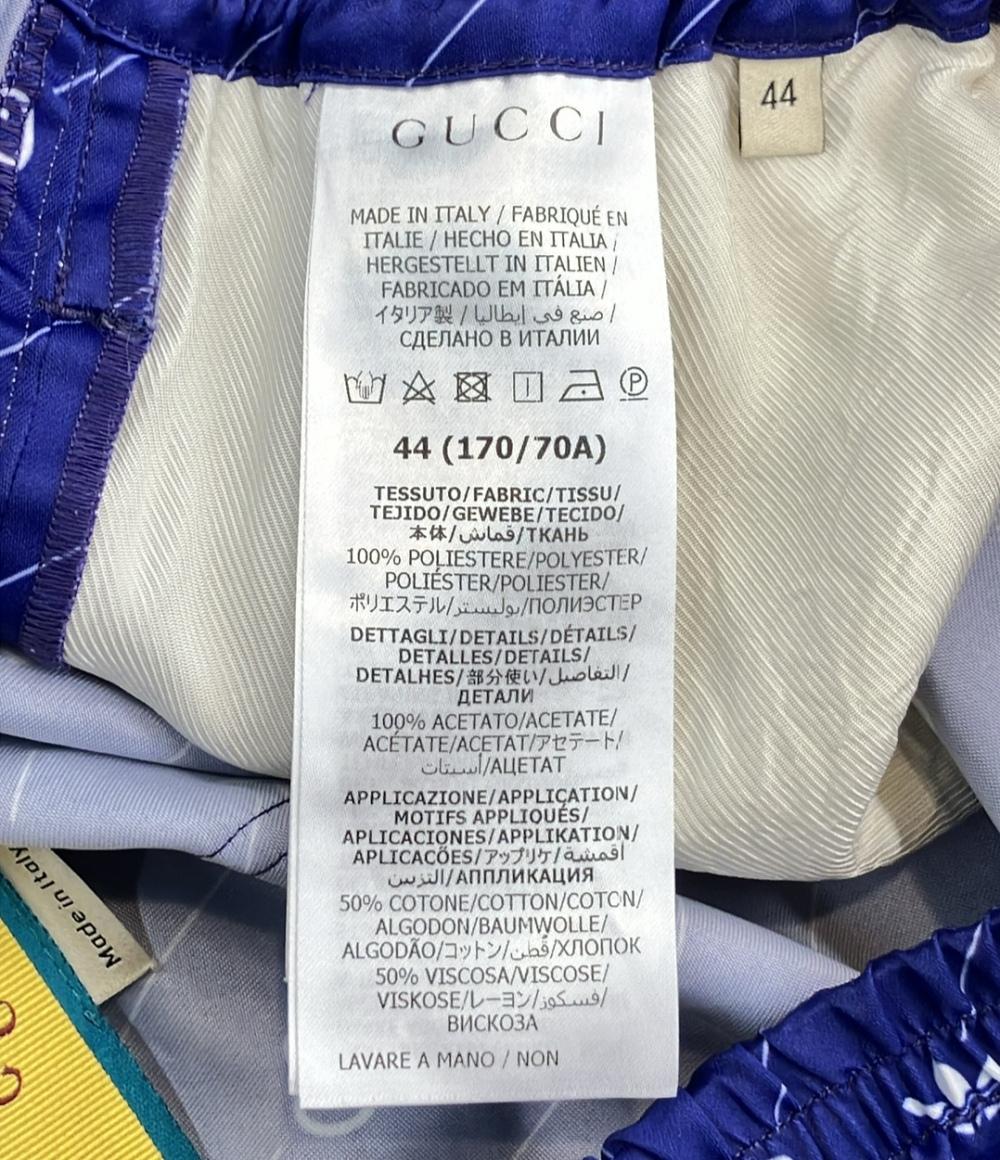 44
GUCCI
MADE IN ITALY / FABRIQUÉ EN
ITALIE / HECHO EN ITALIA /
HERGESTELLT IN ITALIEN /
FABRICADO EM ITÁLIA /
イタリア製 / صنع في إيطاليا /
СДЕЛАНО В ИТАЛИИ
P
44 (170/70A)
TESSUTO/FABRIC/TISSU/
TEJIDO/GEWEBE/TECIDO/
本体/قماش/ТКАНЬ
100% POLIESTERE/POLYESTER/
POLIÉSTER/POLIESTER/
ポリエステル/بوليستر/ПОЛИЭСТЕР
DETTAGLI/DETAILS/DÉTAILS/
DETALLES/DETAILS/
DETALHES/部分使い/التفاصيل/
ДЕТАЛИ
100% ACETATO/ACETATE/
ACÉTATE/ACETAT/アセテート/
أسيتات/АЦЕТАТ
APPLICAZIONE/APPLICATION/
MOTIFS APPLIQUÉS/
APLICACIONES/APPLIKATION/
APLICACÕES/アップリケ/أقمشة
التزيين/АППЛИКАЦИЯ
50% COTONE/COTTON/COTON/
ALGODON/BAUMWOLLE/
ALGODÃO/コットン/قطن/ХЛОПОК
50% VISCOSA/VISCOSE/
VISKOSE/レーヨン/فسكوز/
ВИСКОЗА
LAVARE A MANO / NON
Made in Italy